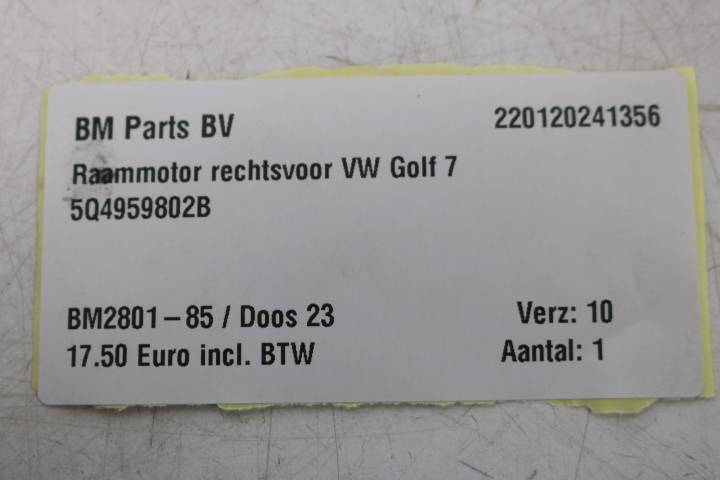 BM Parts BV 220120241356
Raammotor rechtsvoor VW Golf 7
5Q4959802B
BM2801-85 / Doos 23 Verz: 10
17.50 Euro incl. BTW Aantal: 1